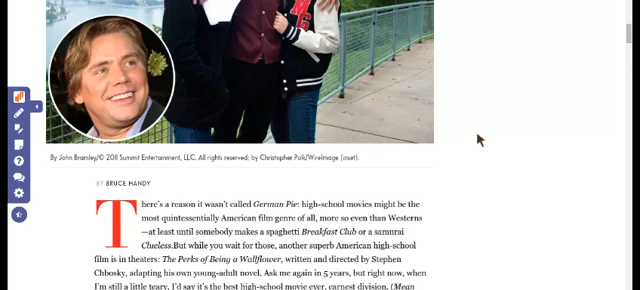 By John Bramley/© 2011 Summit Entertainment, LLC. All rights reserved; by Christopher Polk/WireImage (inset).
BY BRUCE HANDY
There's a reason it wasn't called German Pie: high-school movies might be the
most quintessentially American film genre of all, more so even than Westerns
—at least until somebody makes a spaghetti Breakfast Club or a samurai
Clueless.But while you wait for those, another superb American high-school
film is in theaters: The Perks of Being a Wallflower, written and directed by Stephen
Chbosky, adapting his own young-adult novel. Ask me again in 5 years, but right now, when
I'm still a little teary, I'd say it's the best high-school movie ever, earnest division. (Mean